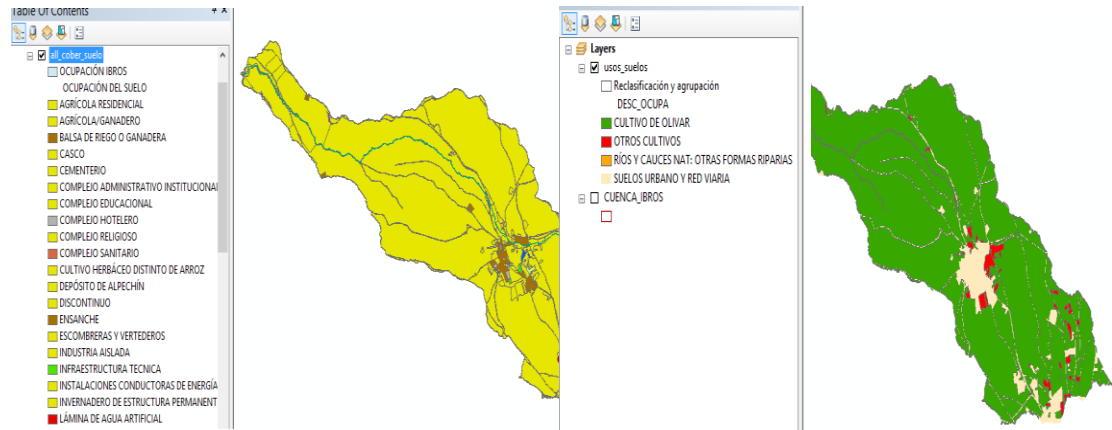 Table Of Contents
all_cober_suelo
OCUPACIÓN IBROS
OCUPACIÓN DEL SUELO
AGRÍCOLA RESIDENCIAL
AGRÍCOLA/GANADERO
BALSA DE RIEGO O GANADERA
CASCO
CEMENTERIO
COMPLEJO ADMINISTRATIVO INSTITUCIONAL
COMPLEJO EDUCACIONAL
COMPLEJO HOTELERO
COMPLEJO RELIGIOSO
COMPLEJO SANITARIO
CULTIVO HERBÁCEO DISTINTO DE ARROZ
DEPÓSITO DE ALPECHÍN
DISCONTINUO
ENSANCHE
ESCOMBRERAS Y VERTEDEROS
INDUSTRIA AISLADA
INFRAESTRUCTURA TECNICA
INSTALACIONES CONDUCTORAS DE ENERGÍA
INVERNADERO DE ESTRUCTURA PERMANENT
LÁMINA DE AGUA ARTIFICIAL
Layers
usos_suelos
Reclasificación y agrupación
DESC_OCUPA
CULTIVO DE OLIVAR
OTROS CULTIVOS
RÍOS Y CAUCES NAT: OTRAS FORMAS RIPARIAS
SUELOS URBANO Y RED VIARIA
CUENCA_IBROS